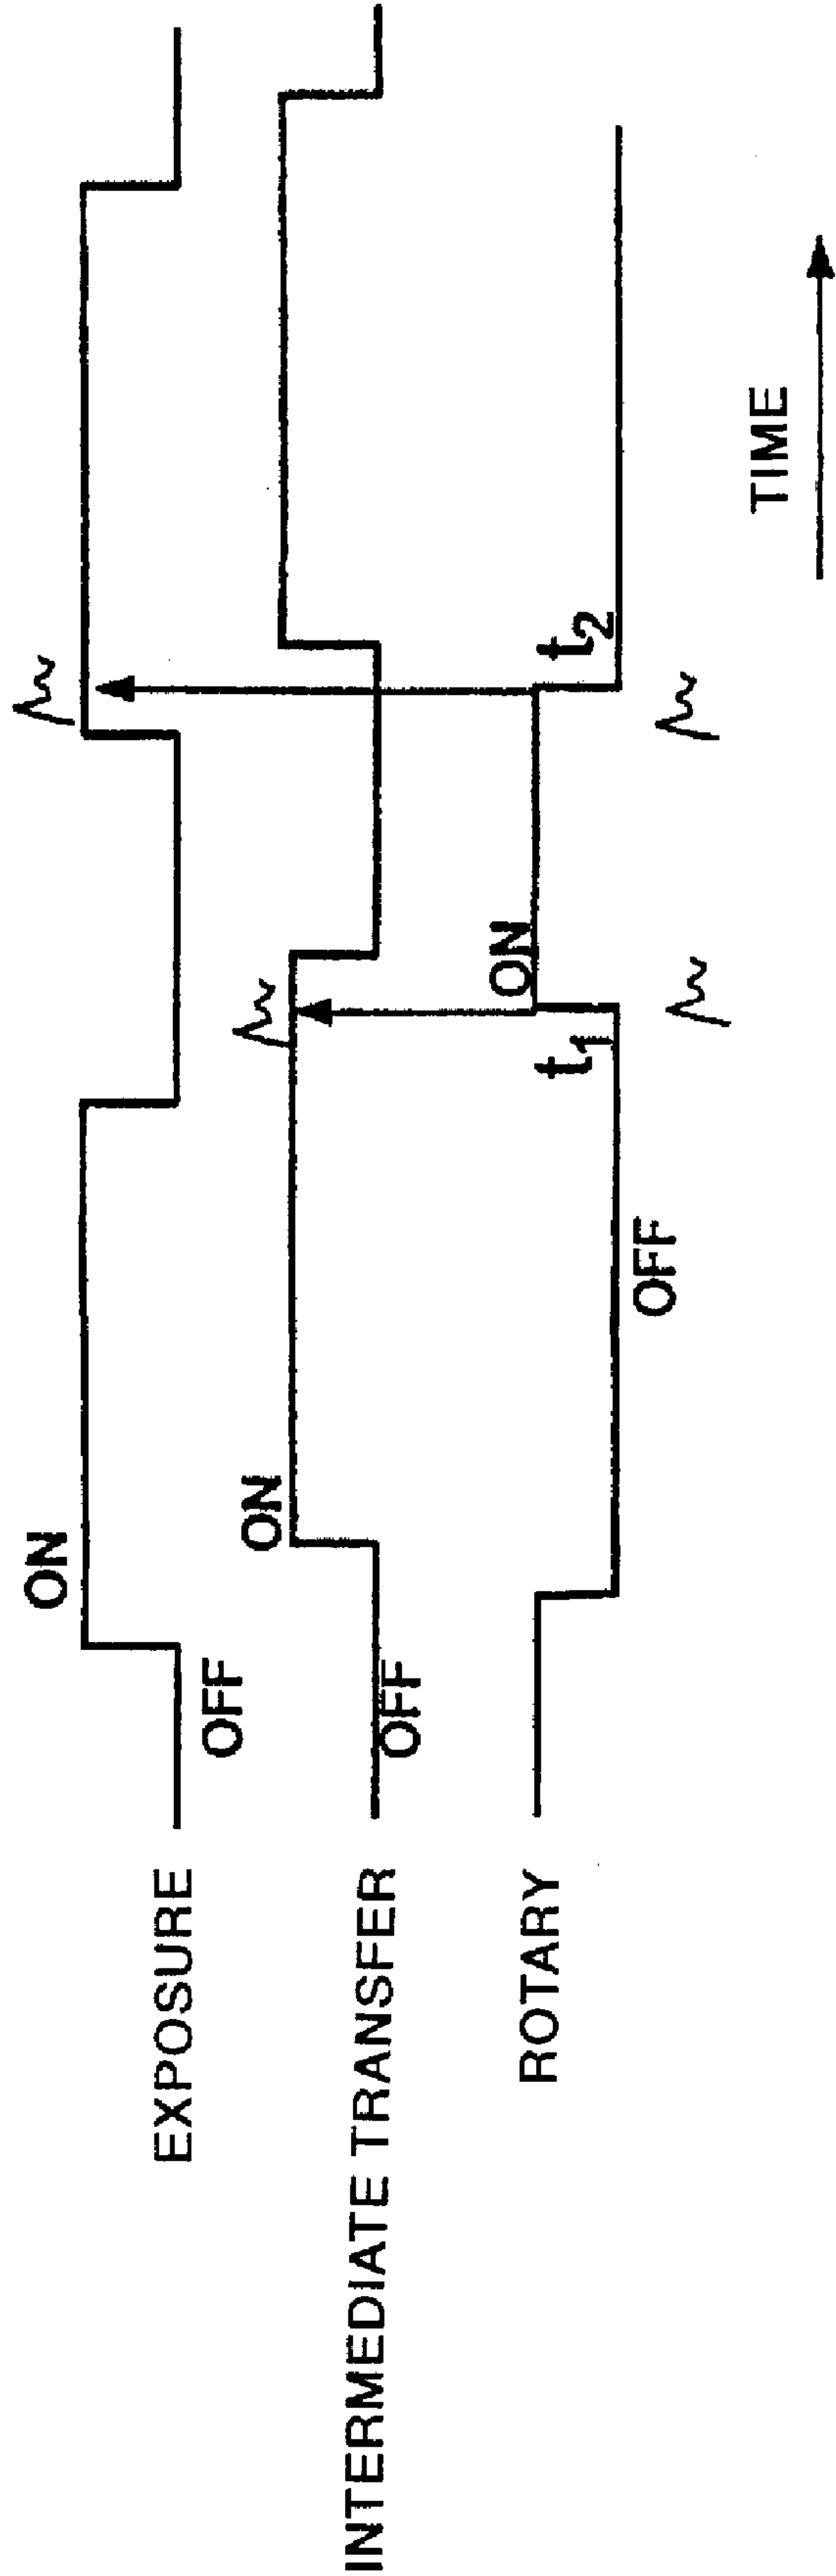 EXPOSURE
OFF
ON
INTERMEDIATE TRANSFER
OFF
ON
ROTARY
OFF
t1
ON
t2
TIME